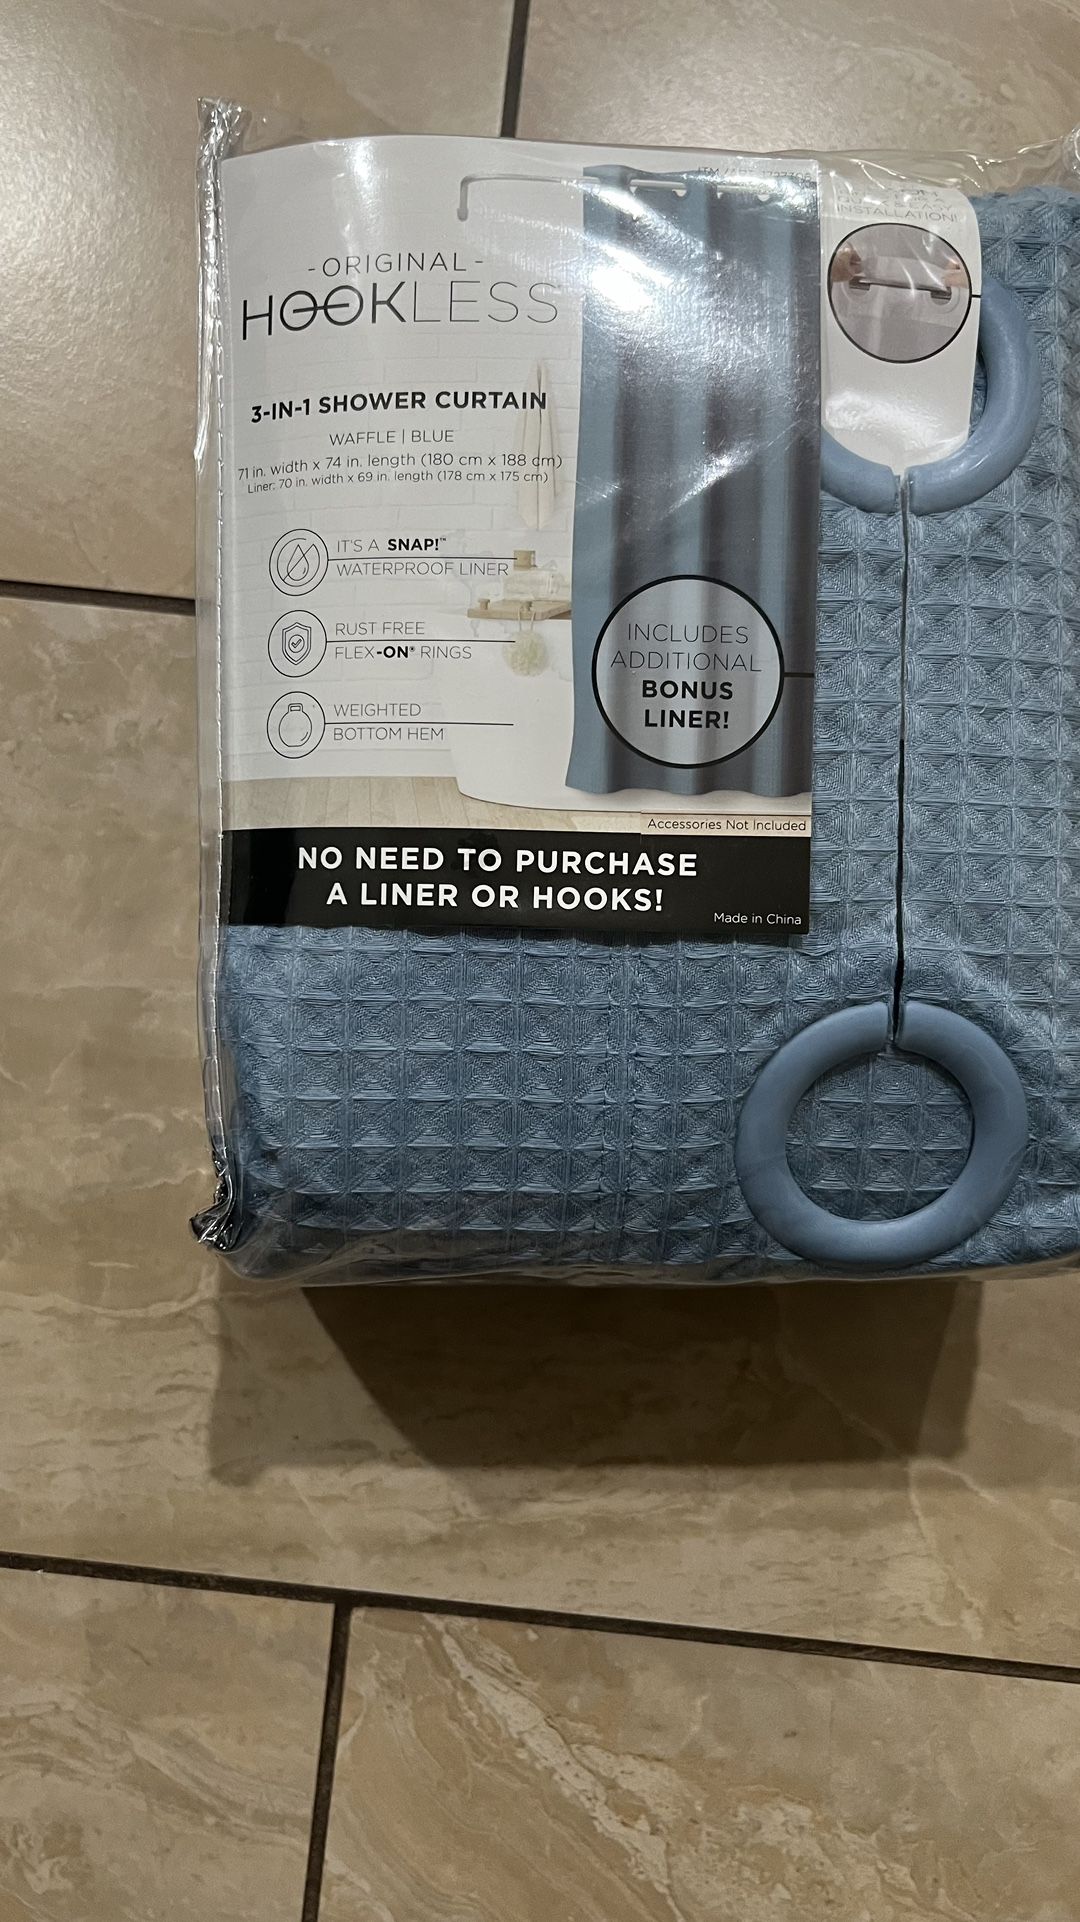 -ORIGINAL-
HOOKLESS
3-IN-1 SHOWER CURTAIN
WAFFLE | BLUE
71 in. width x 74 in. length (180 cm x 188 cm)
Liner: 70 in. width x 69 in. length (178 cm x 175 cm)
IT'S A SNAP!™
WATERPROOF LINER
RUST FREE
FLEX-ON® RINGS
WEIGHTED
BOTTOM HEM
INCLUDES
ADDITIONAL
BONUS
LINER!
Accessories Not Included
NO NEED TO PURCHASE
A LINER OR HOOKS!
Made in China
INSTALLATION!